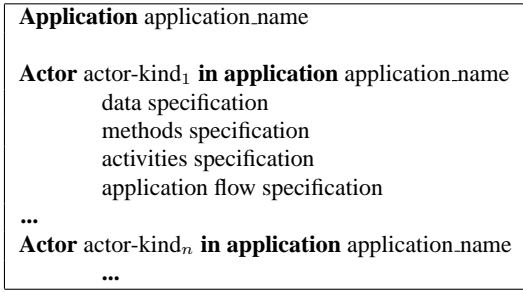 Application application_name
Actor actor-kind₁ in application application_name
data specification
methods specification
activities specification
application flow specification
...
Actor actor-kindₙ in application application_name
...